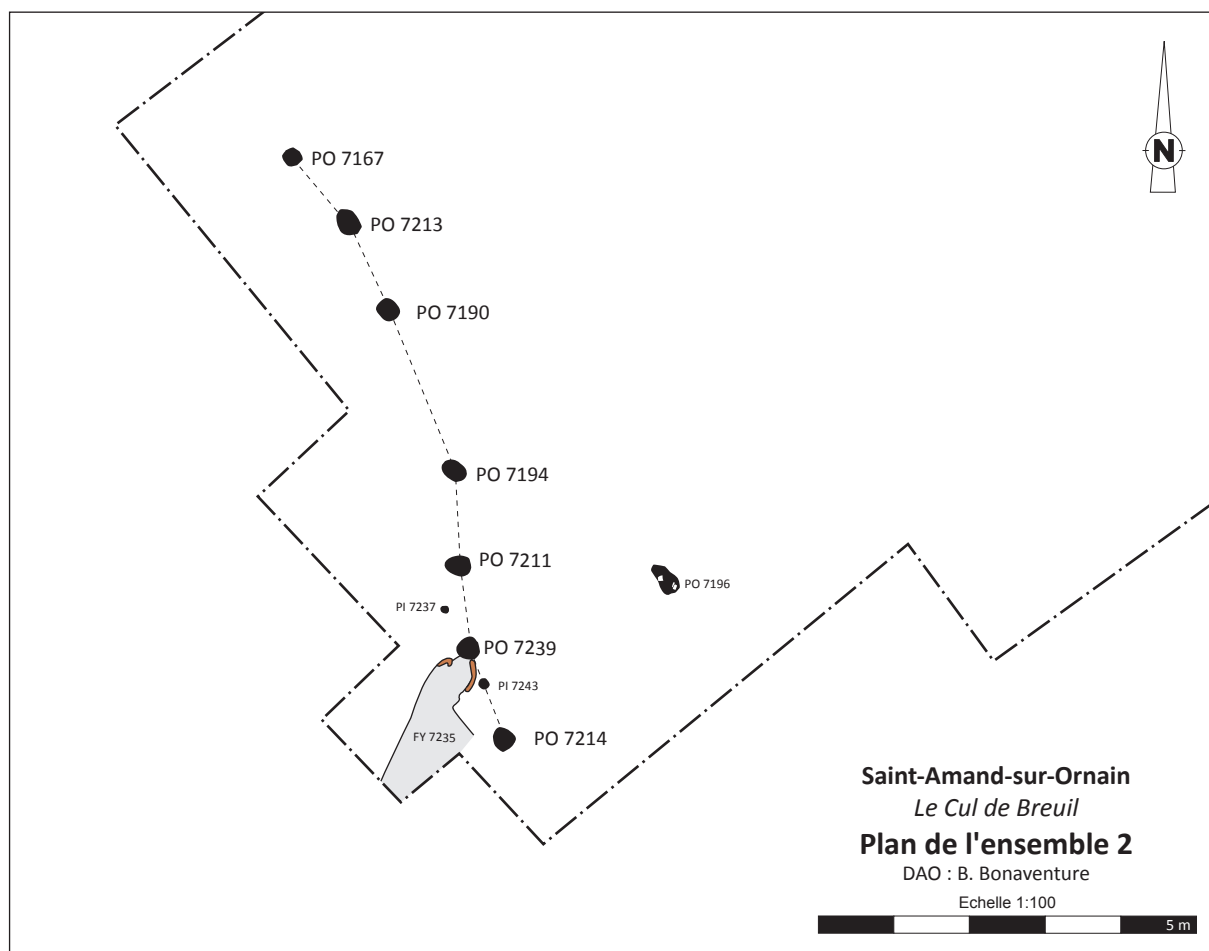 N
PO 7167
PO 7213
PO 7190
PO 7194
PO 7211
PO 7196
PI 7237
PO 7239
PI 7243
FY 7235
PO 7214
Saint-Amand-sur-Ornain
Le Cul de Breuil
Plan de l'ensemble 2
DAO : B. Bonaventure
Echelle 1:100
5 m